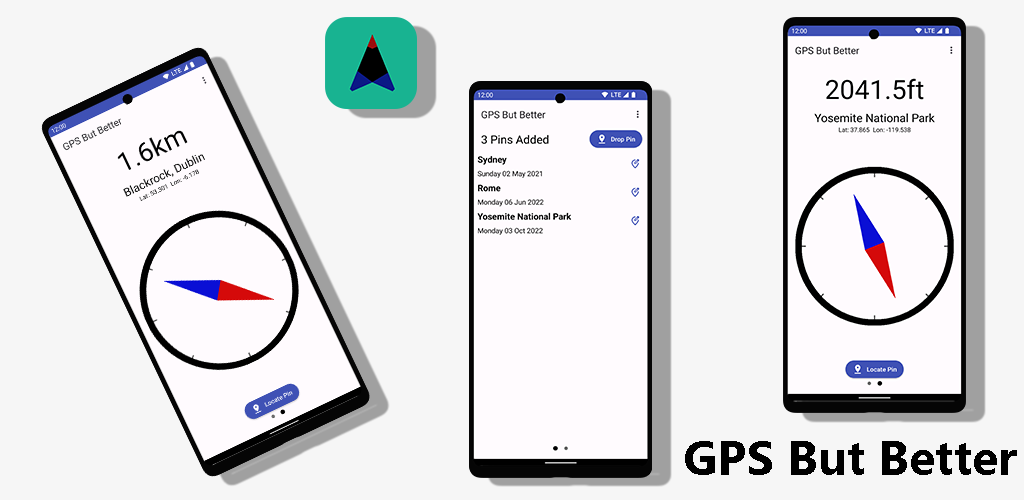 12:00
LTE
GPS But Better
1.6km
Blackrock, Dublin
Lat: 53.301 Lon: -6.178
Locate Pin
12:00
LTE
GPS But Better
3 Pins Added
Drop Pin
Sydney
Sunday 02 May 2021
Rome
Monday 06 Jun 2022
Yosemite National Park
Monday 03 Oct 2022
12:00
LTE
GPS But Better
2041.5ft
Yosemite National Park
Lat: 37.865 Lon: -119.538
Locate Pin
GPS But Better